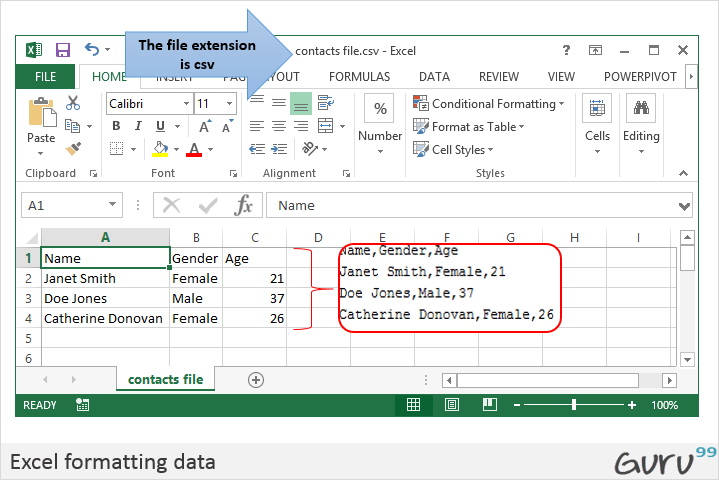 The file extension
is csv
contacts file.csv - Excel
?
FILE
HOME
INSERT
PAGE LAYOUT
FORMULAS
DATA
REVIEW
VIEW
POWERPIVOT
Calibri
11
Paste
B I U
A A
A
%
Number
Conditional Formatting
Format as Table
Cell Styles
Cells
Editing
Clipboard
Font
Alignment
Styles
A1
fx
Name
A B C D E F G H I
1 Name Gender Age
2 Janet Smith Female 21
3 Doe Jones Male 37
4 Catherine Donovan Female 26
5
6
Name,Gender,Age
Janet Smith,Female,21
Doe Jones,Male,37
Catherine Donovan,Female,26
contacts file
READY
100%
Excel formatting data
Guru99